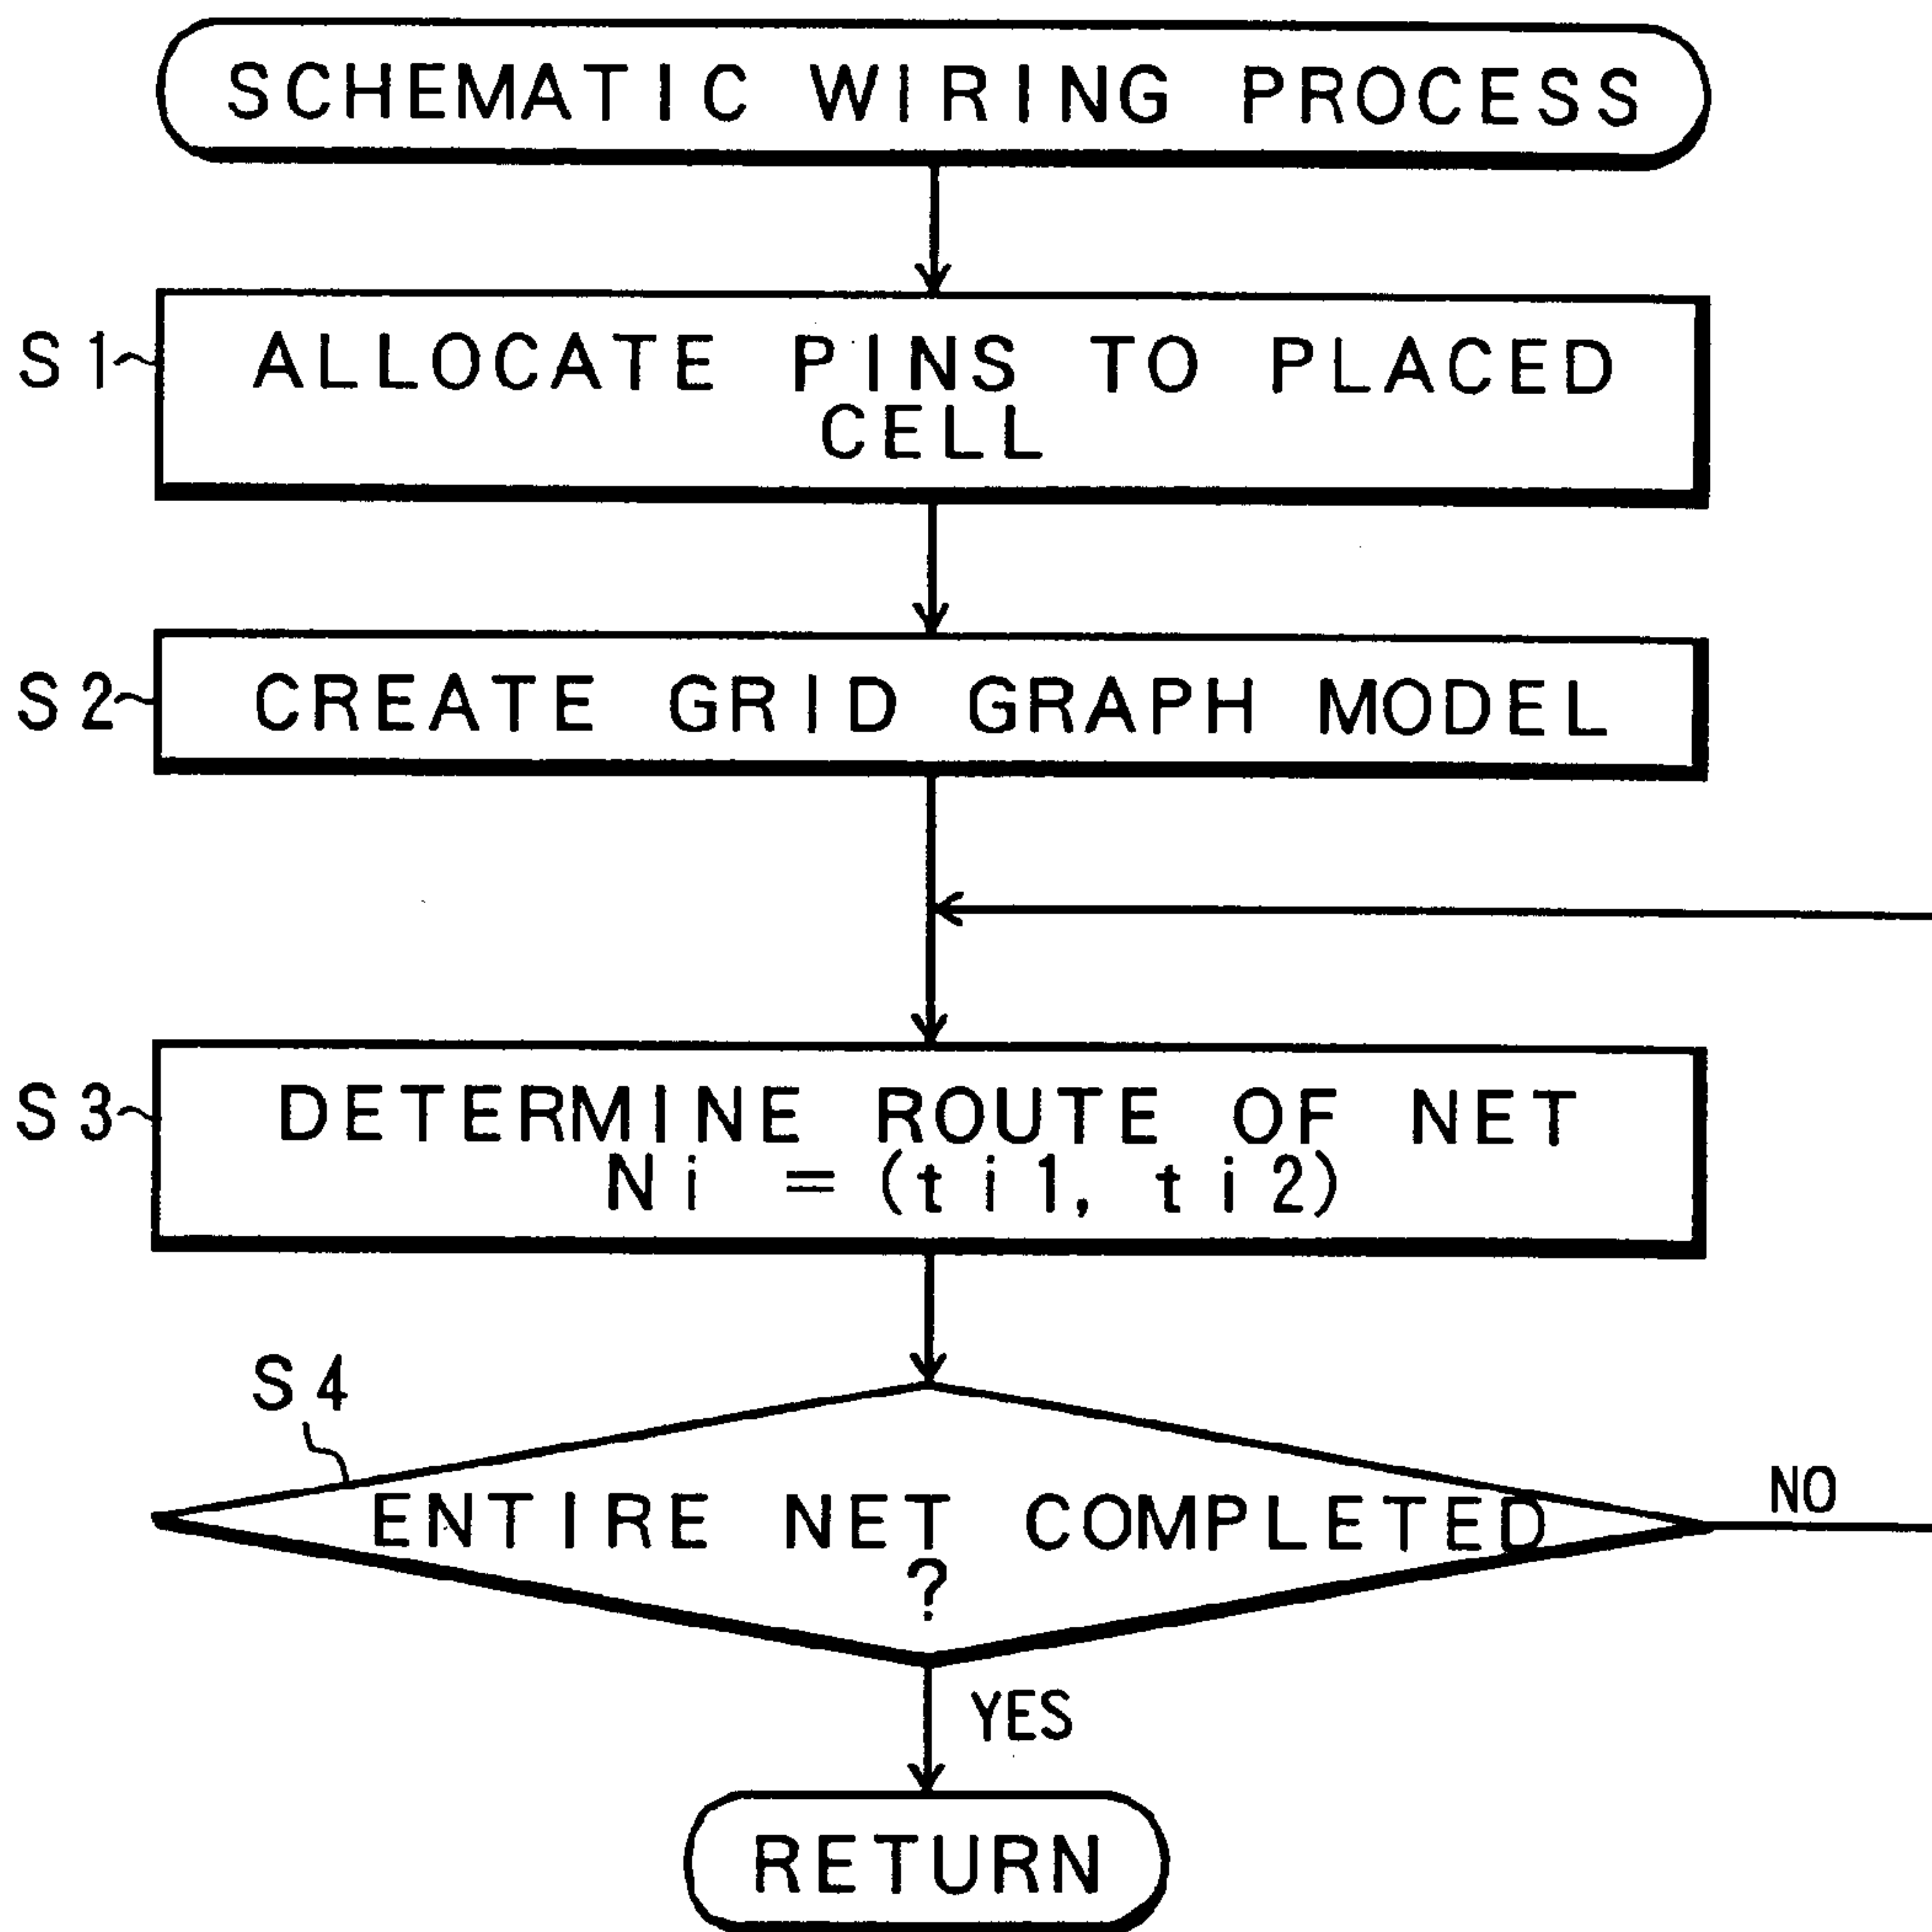 SCHEMATIC WIRING PROCESS
S1
ALLOCATE PINS TO PLACED
CELL
S2
CREATE GRID GRAPH MODEL
S3
DETERMINE ROUTE OF NET
Ni = (ti1, ti2)
S4
ENTIRE NET COMPLETED
?
NO
YES
RETURN